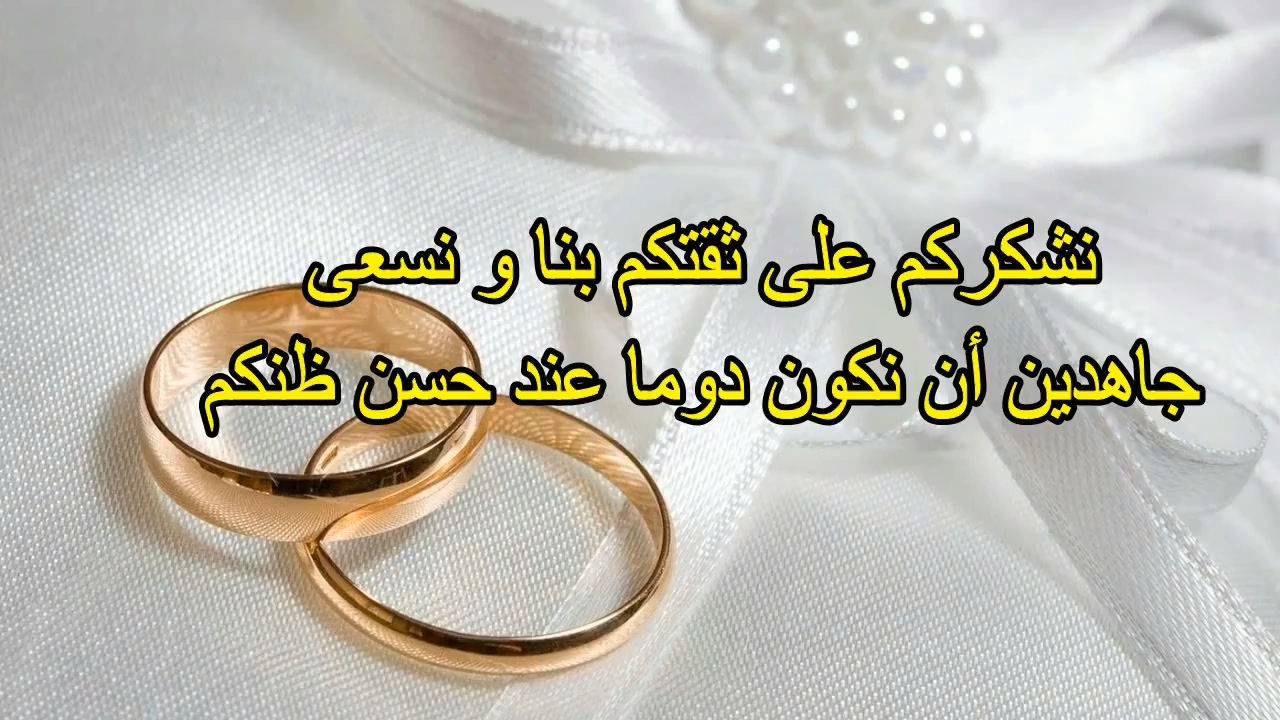 نشكركم على ثقتكم بنا و نسعى
جاهدين أن نكون دوما عند حسن ظنكم